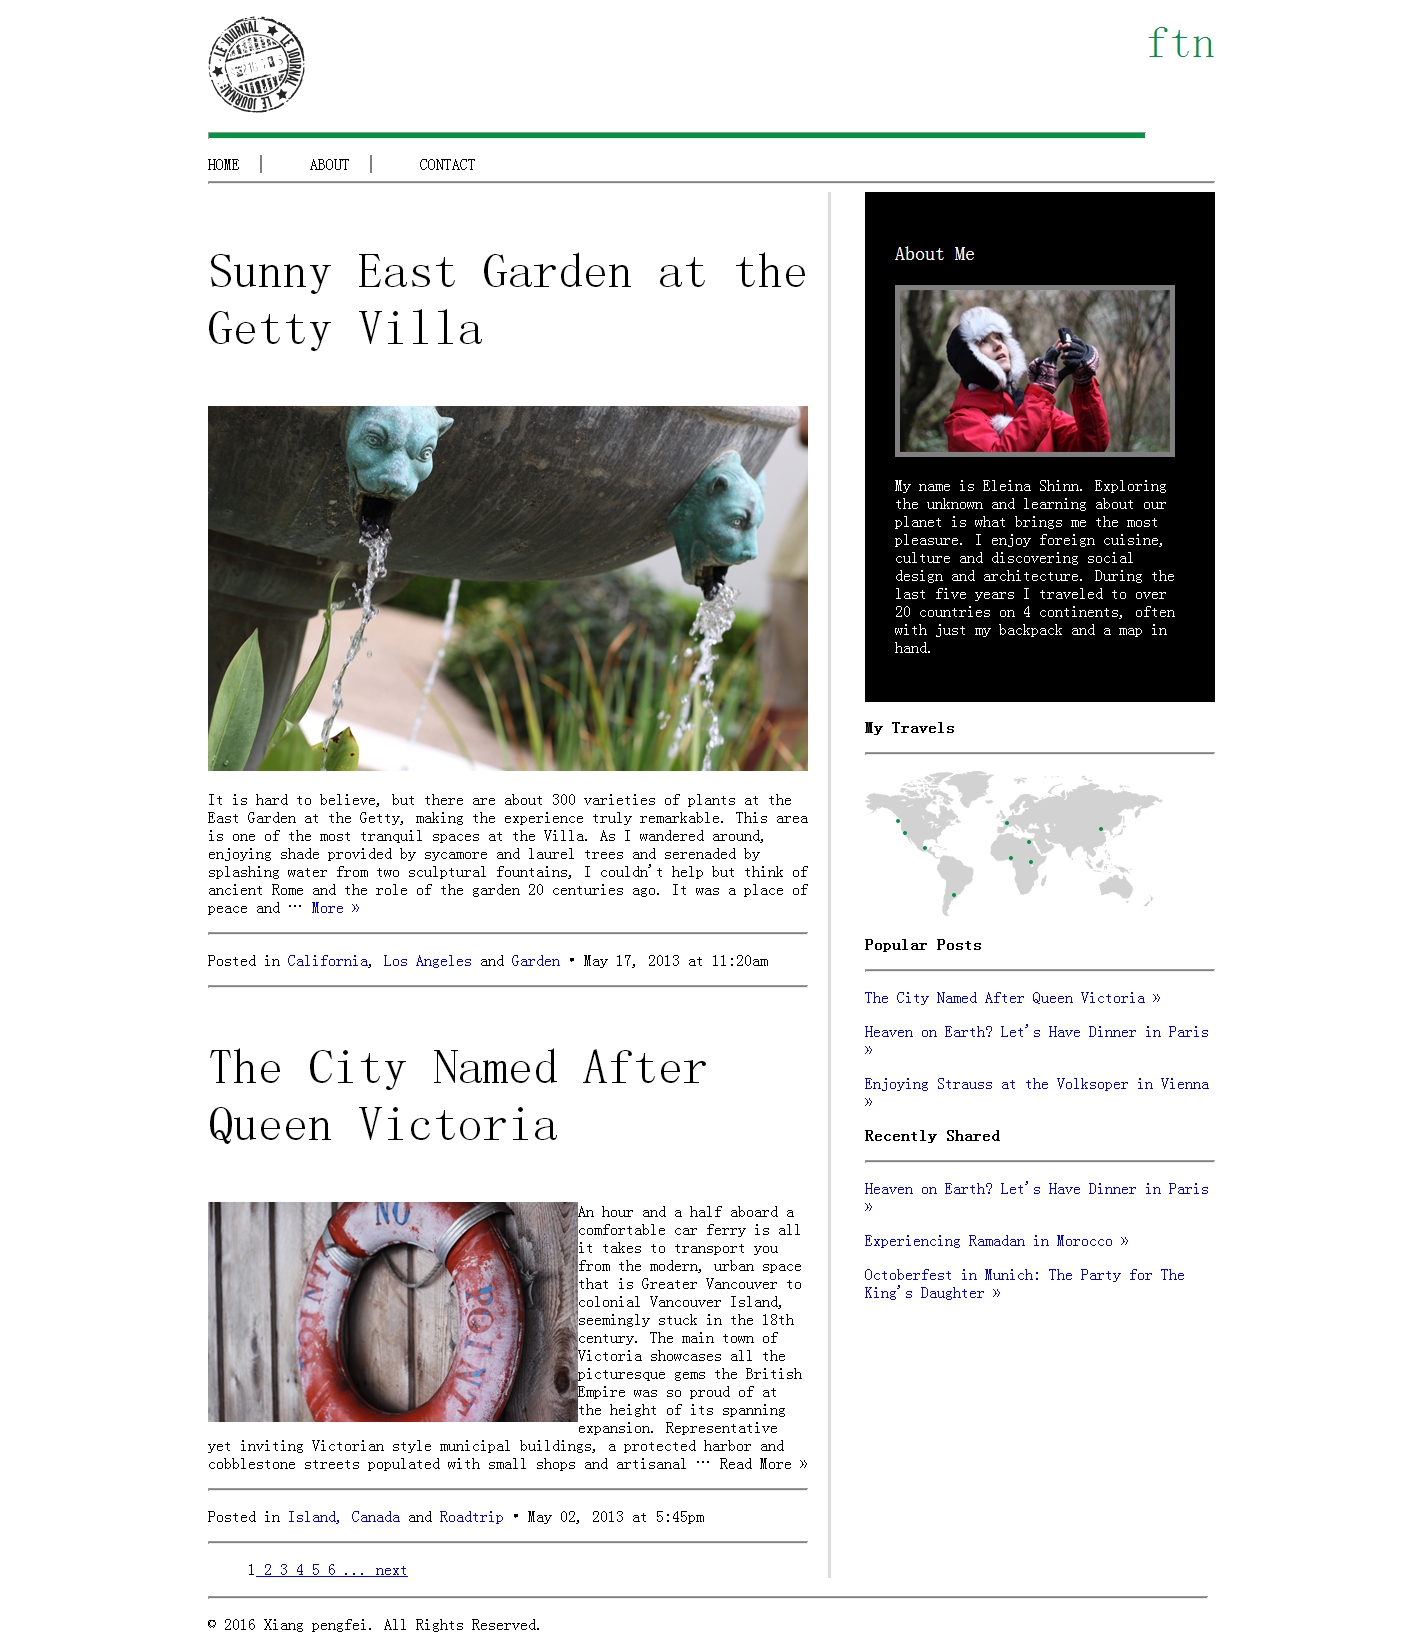 LE JOURNAL LE JOURNAL LE JOURNAL
ftn
HOME | ABOUT | CONTACT
Sunny East Garden at the
Getty Villa
It is hard to believe, but there are about 300 varieties of plants at the
East Garden at the Getty, making the experience truly remarkable. This area
is one of the most tranquil spaces at the Villa. As I wandered around,
enjoying shade provided by sycamore and laurel trees and serenaded by
splashing water from two sculptural fountains, I couldn't help but think of
ancient Rome and the role of the garden 20 centuries ago. It was a place of
peace and … More »
Posted in California, Los Angeles and Garden • May 17, 2013 at 11:20am
The City Named After
Queen Victoria
NO
POINT
An hour and a half aboard a
comfortable car ferry is all
it takes to transport you
from the modern, urban space
that is Greater Vancouver to
colonial Vancouver Island,
seemingly stuck in the 18th
century. The main town of
Victoria showcases all the
picturesque gems the British
Empire was so proud of at
the height of its spanning
expansion. Representative
yet inviting Victorian style municipal buildings, a protected harbor and
cobblestone streets populated with small shops and artisanal … Read More »
Posted in Island, Canada and Roadtrip • May 02, 2013 at 5:45pm
1 2 3 4 5 6 ... next
About Me
My name is Eleina Shinn. Exploring
the unknown and learning about our
planet is what brings me the most
pleasure. I enjoy foreign cuisine,
culture and discovering social
design and architecture. During the
last five years I traveled to over
20 countries on 4 continents, often
with just my backpack and a map in
hand.
My Travels
Popular Posts
The City Named After Queen Victoria »
Heaven on Earth? Let's Have Dinner in Paris
»
Enjoying Strauss at the Volksoper in Vienna
»
Recently Shared
Heaven on Earth? Let's Have Dinner in Paris
»
Experiencing Ramadan in Morocco »
Octoberfest in Munich: The Party for The
King's Daughter »
© 2016 Xiang pengfei. All Rights Reserved.